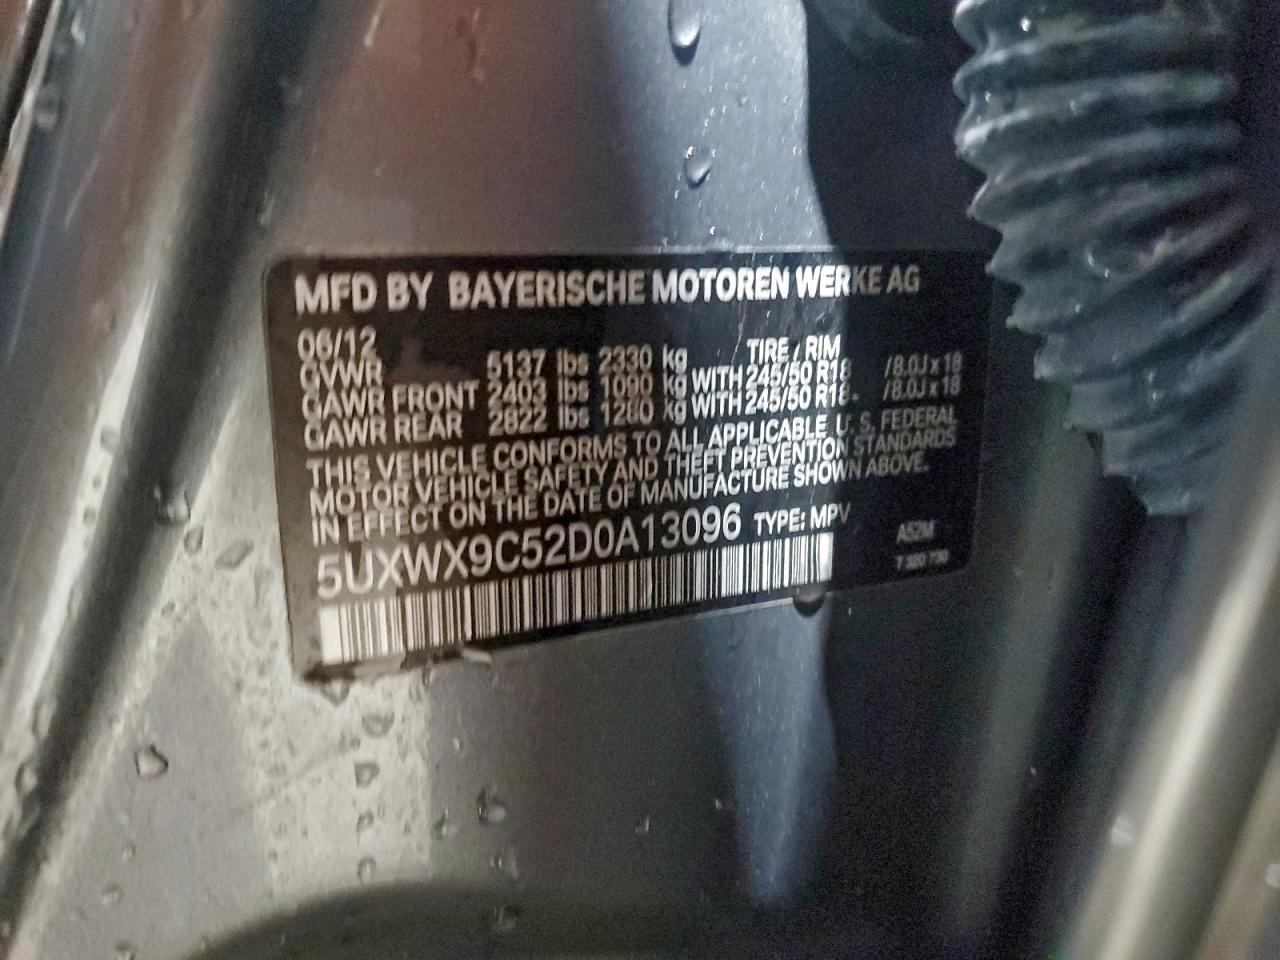 MFD BY BAYERISCHE MOTOREN WERKE AG
06/12 TIRE / RIM
GVWR 5137 lbs 2330 kg
GAWR FRONT 2403 lbs 1090 kg WITH 245/50 R18 /8.0J x 18
GAWR REAR 2822 lbs 1280 kg WITH 245/50 R18 /8.0J x 18
THIS VEHICLE CONFORMS TO ALL APPLICABLE U.S. FEDERAL
MOTOR VEHICLE SAFETY AND THEFT PREVENTION STANDARDS
IN EFFECT ON THE DATE OF MANUFACTURE SHOWN ABOVE.
5UXWX9C52D0A13096 TYPE: MPV
A52M